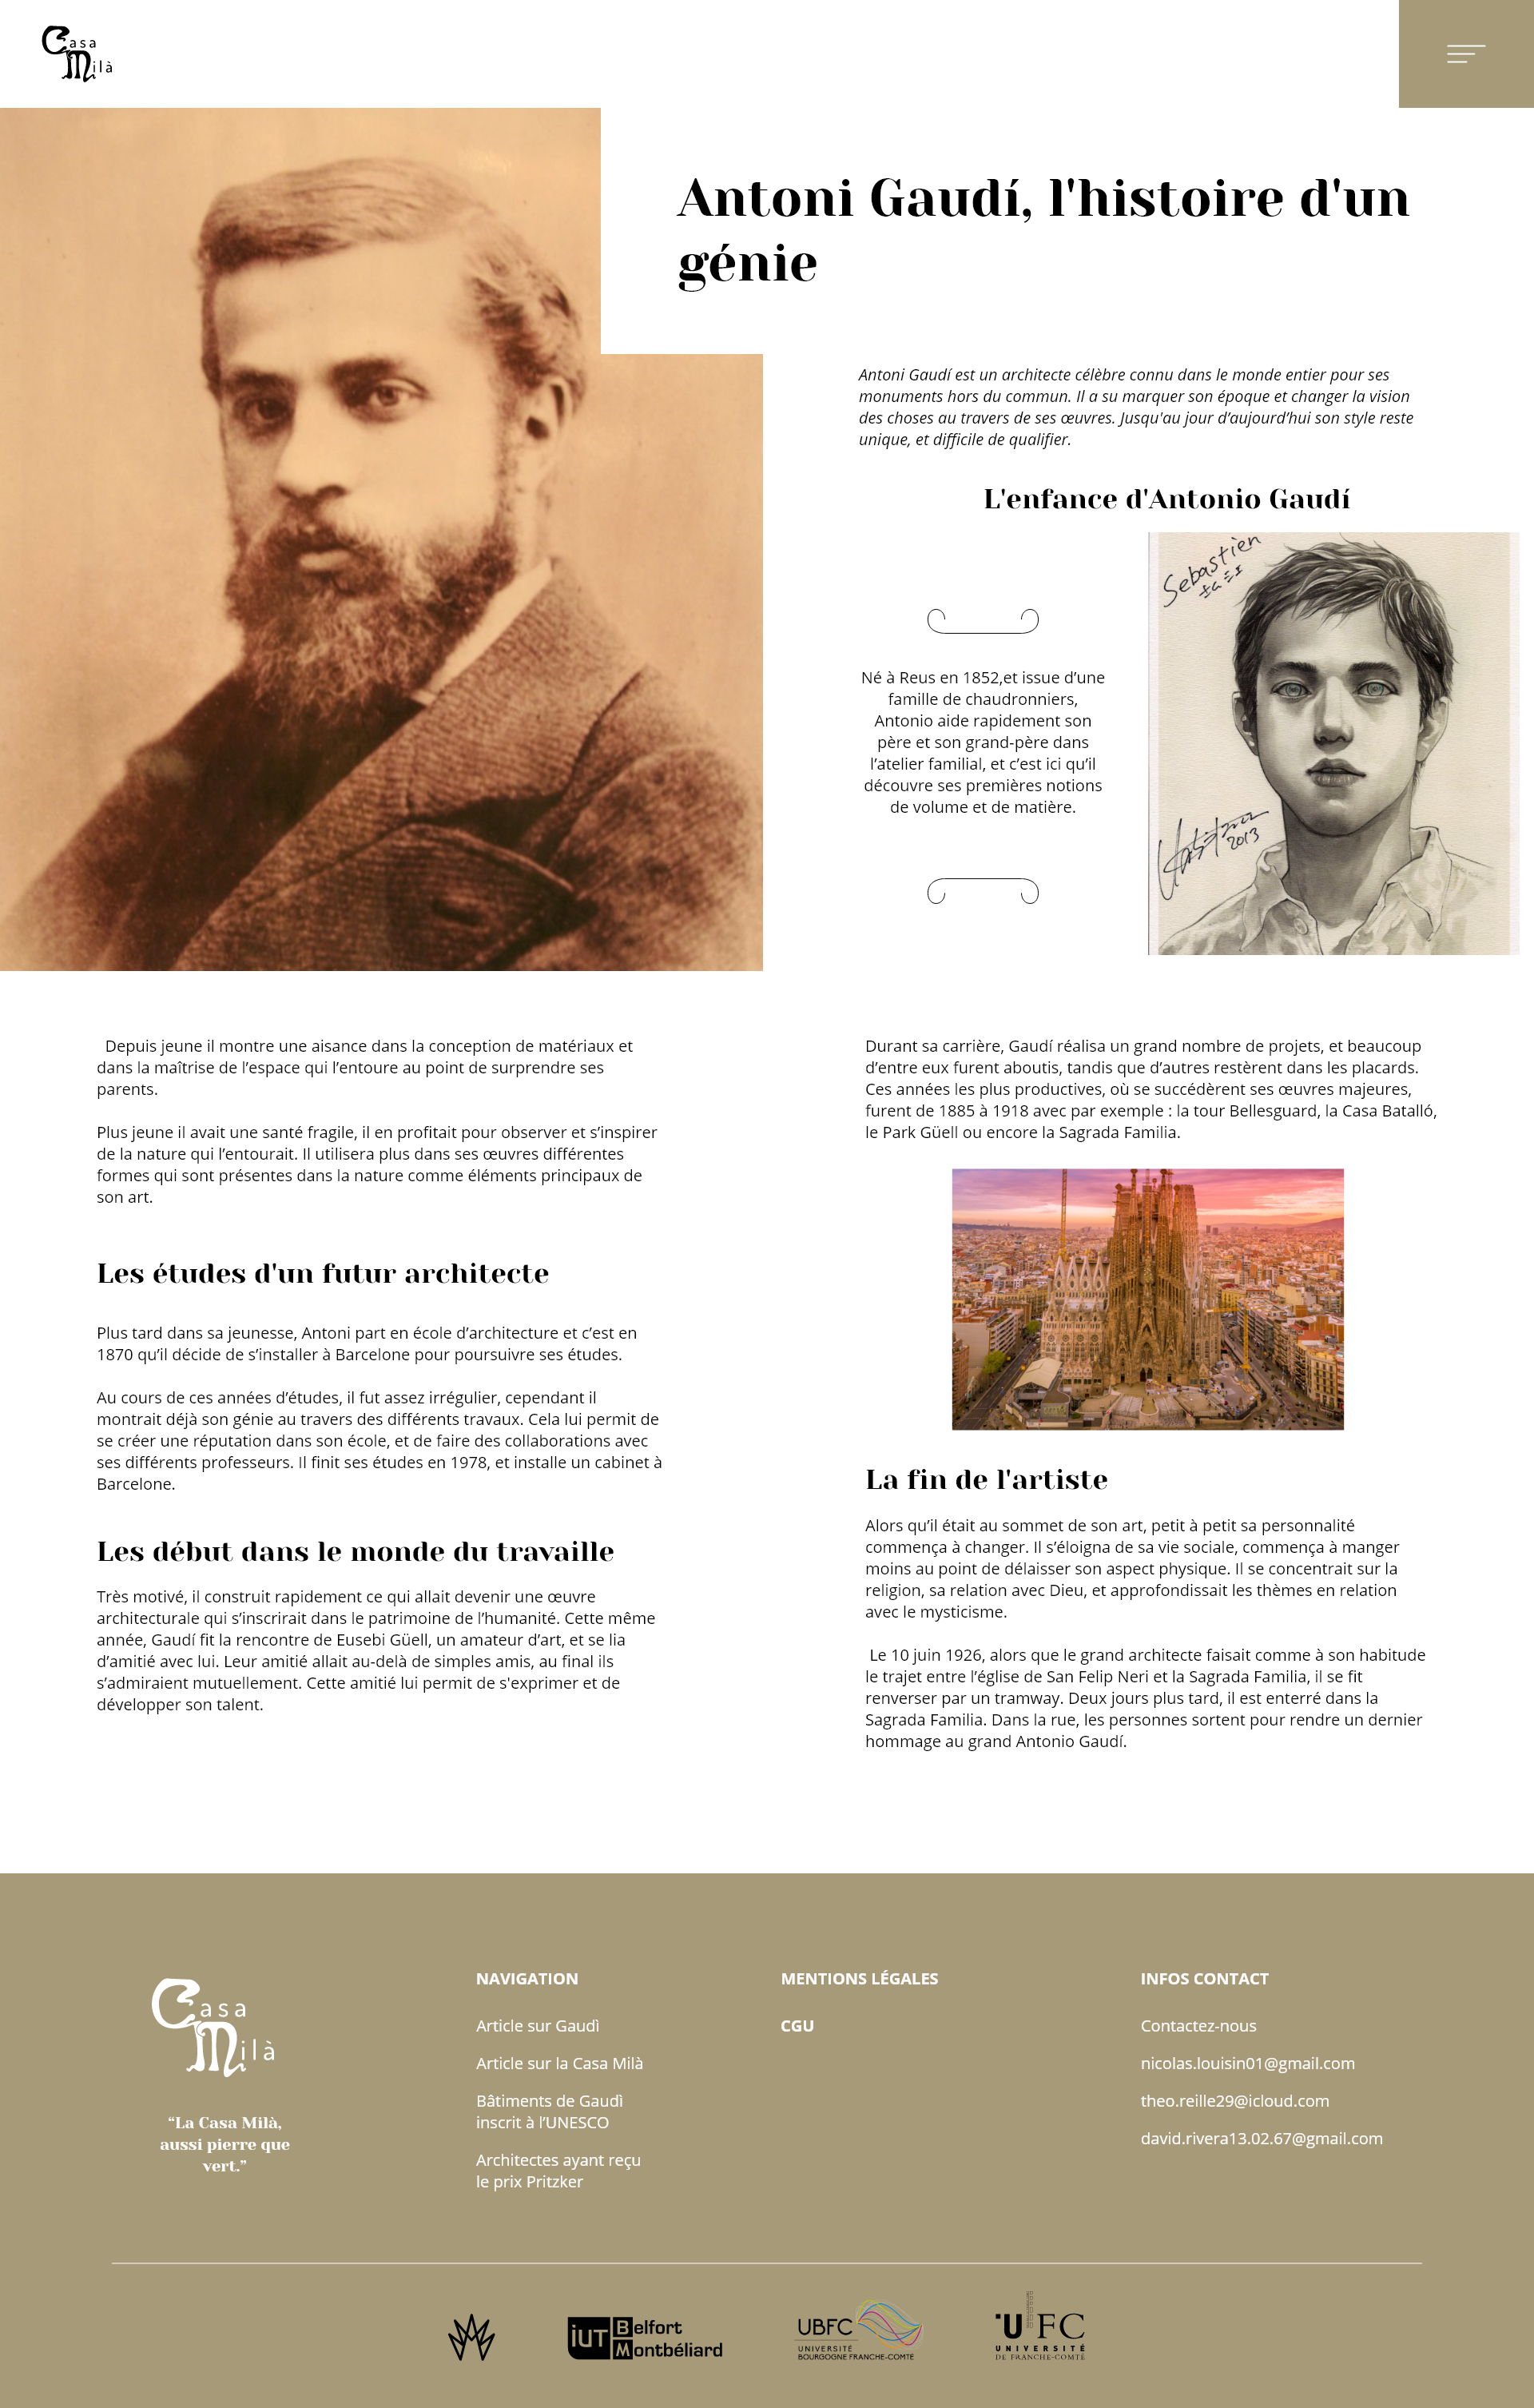 Casa
Milà
Antoni Gaudí, l'histoire d'un
génie
Antoni Gaudí est un architecte célèbre connu dans le monde entier pour ses
monuments hors du commun. Il a su marquer son époque et changer la vision
des choses au travers de ses œuvres. Jusqu'au jour d’aujourd’hui son style reste
unique, et difficile de qualifier.
L'enfance d'Antonio Gaudí
Sebastien
Né à Reus en 1852,et issue d’une
famille de chaudronniers,
Antonio aide rapidement son
père et son grand-père dans
l’atelier familial, et c’est ici qu’il
découvre ses premières notions
de volume et de matière.
2013
Depuis jeune il montre une aisance dans la conception de matériaux et
dans la maîtrise de l’espace qui l’entoure au point de surprendre ses
parents.
Plus jeune il avait une santé fragile, il en profitait pour observer et s’inspirer
de la nature qui l’entourait. Il utilisera plus dans ses œuvres différentes
formes qui sont présentes dans la nature comme éléments principaux de
son art.
Les études d'un futur architecte
Plus tard dans sa jeunesse, Antoni part en école d’architecture et c’est en
1870 qu’il décide de s’installer à Barcelone pour poursuivre ses études.
Au cours de ces années d’études, il fut assez irrégulier, cependant il
montrait déjà son génie au travers des différents travaux. Cela lui permit de
se créer une réputation dans son école, et de faire des collaborations avec
ses différents professeurs. Il finit ses études en 1978, et installe un cabinet à
Barcelone.
Les début dans le monde du travaille
Très motivé, il construit rapidement ce qui allait devenir une œuvre
architecturale qui s’inscrirait dans le patrimoine de l’humanité. Cette même
année, Gaudí fit la rencontre de Eusebi Güell, un amateur d’art, et se lia
d’amitié avec lui. Leur amitié allait au-delà de simples amis, au final ils
s’admiraient mutuellement. Cette amitié lui permit de s'exprimer et de
développer son talent.
Durant sa carrière, Gaudí réalisa un grand nombre de projets, et beaucoup
d’entre eux furent aboutis, tandis que d’autres restèrent dans les placards.
Ces années les plus productives, où se succédèrent ses œuvres majeures,
furent de 1885 à 1918 avec par exemple : la tour Bellesguard, la Casa Batalló,
le Park Güell ou encore la Sagrada Familia.
La fin de l'artiste
Alors qu’il était au sommet de son art, petit à petit sa personnalité
commença à changer. Il s’éloigna de sa vie sociale, commença à manger
moins au point de délaisser son aspect physique. Il se concentrait sur la
religion, sa relation avec Dieu, et approfondissait les thèmes en relation
avec le mysticisme.
Le 10 juin 1926, alors que le grand architecte faisait comme à son habitude
le trajet entre l’église de San Felip Neri et la Sagrada Familia, il se fit
renverser par un tramway. Deux jours plus tard, il est enterré dans la
Sagrada Familia. Dans la rue, les personnes sortent pour rendre un dernier
hommage au grand Antonio Gaudí.
Casa
Milà
“La Casa Milà,
aussi pierre que
vert.”
NAVIGATION
Article sur Gaudì
Article sur la Casa Milà
Bâtiments de Gaudì
inscrit à l’UNESCO
Architectes ayant reçu
le prix Pritzker
MENTIONS LÉGALES
CGU
INFOS CONTACT
Contactez-nous
nicolas.louisin01@gmail.com
theo.reille29@icloud.com
david.rivera13.02.67@gmail.com
iUT Belfort
Montbéliard
UBFC
UNIVERSITÉ
BOURGOGNE FRANCHE-COMTÉ
UFC
UNIVERSITÉ
DE FRANCHE-COMTÉ